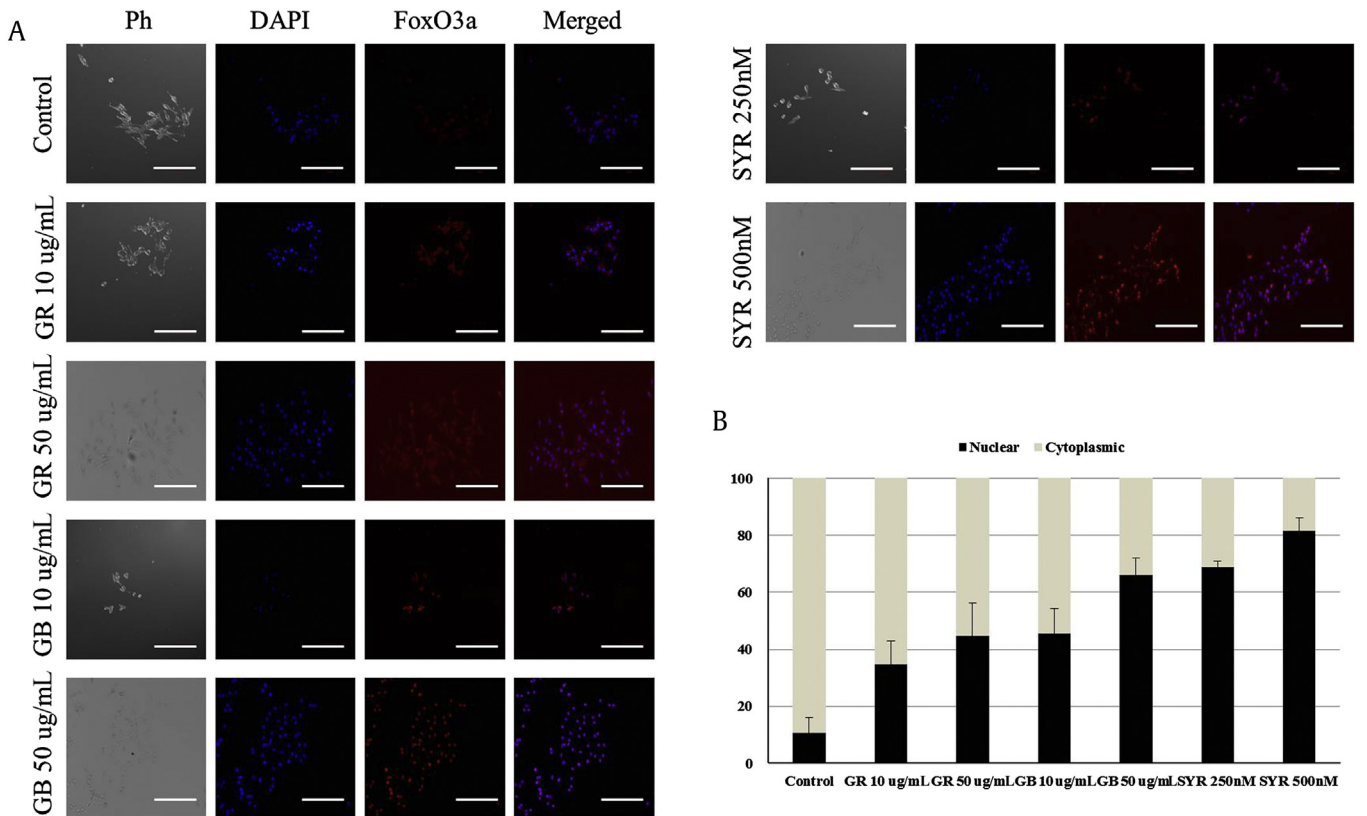 A
Ph DAPI FoxO3a Merged
Control
GR 10 ug/mL
GR 50 ug/mL
GB 10 ug/mL
GB 50 ug/mL
SYR 250nM
SYR 500nM
B
Nuclear Cytoplasmic
100
80
60
40
20
0
Control GR 10 ug/mL GR 50 ug/mL GB 10 ug/mL GB 50 ug/mL SYR 250nM SYR 500nM